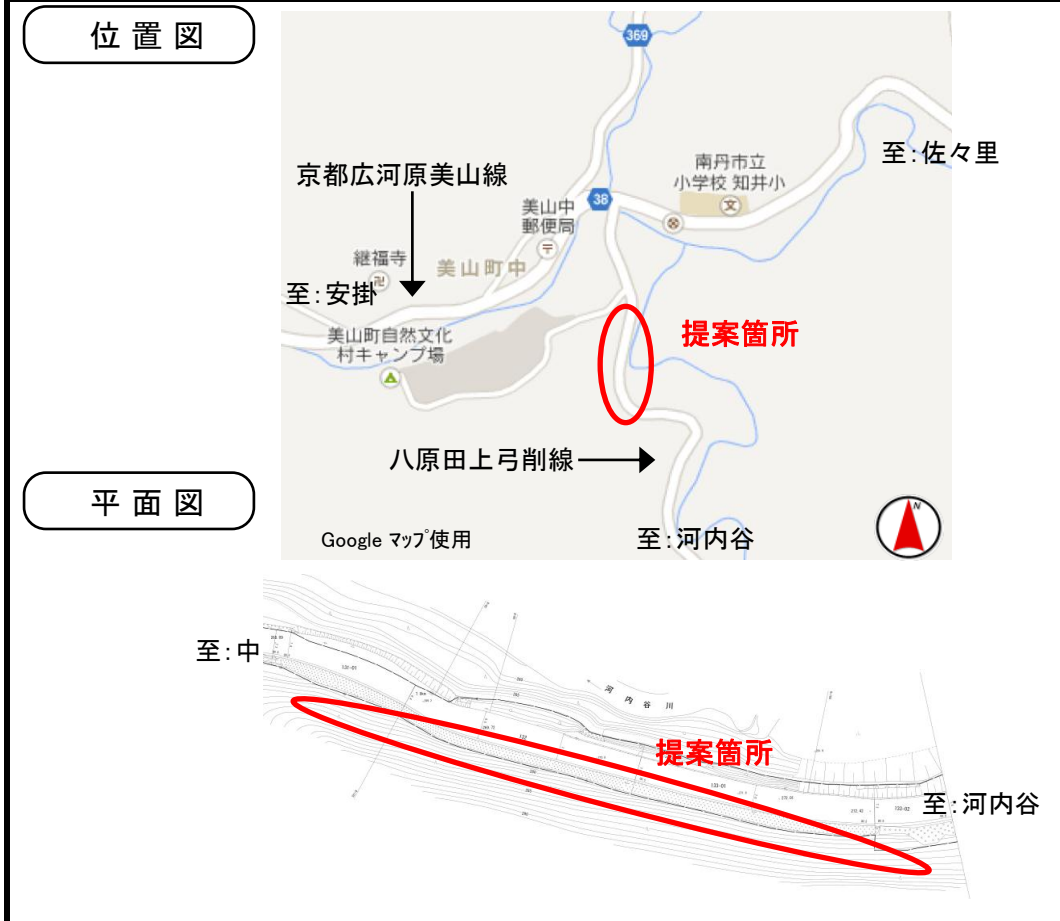 位置図
369
至:佐々里
南丹市立
小学校 知井小
文
京都広河原美山線
美山中
郵便局
38
継福寺
美山町中
至:安掛
美山町自然文化
村キャンプ場
提案箇所
八原田上弓削線
平面図
Google マップ使用
至:河内谷
N
至:中
河内谷川
提案箇所
至:河内谷